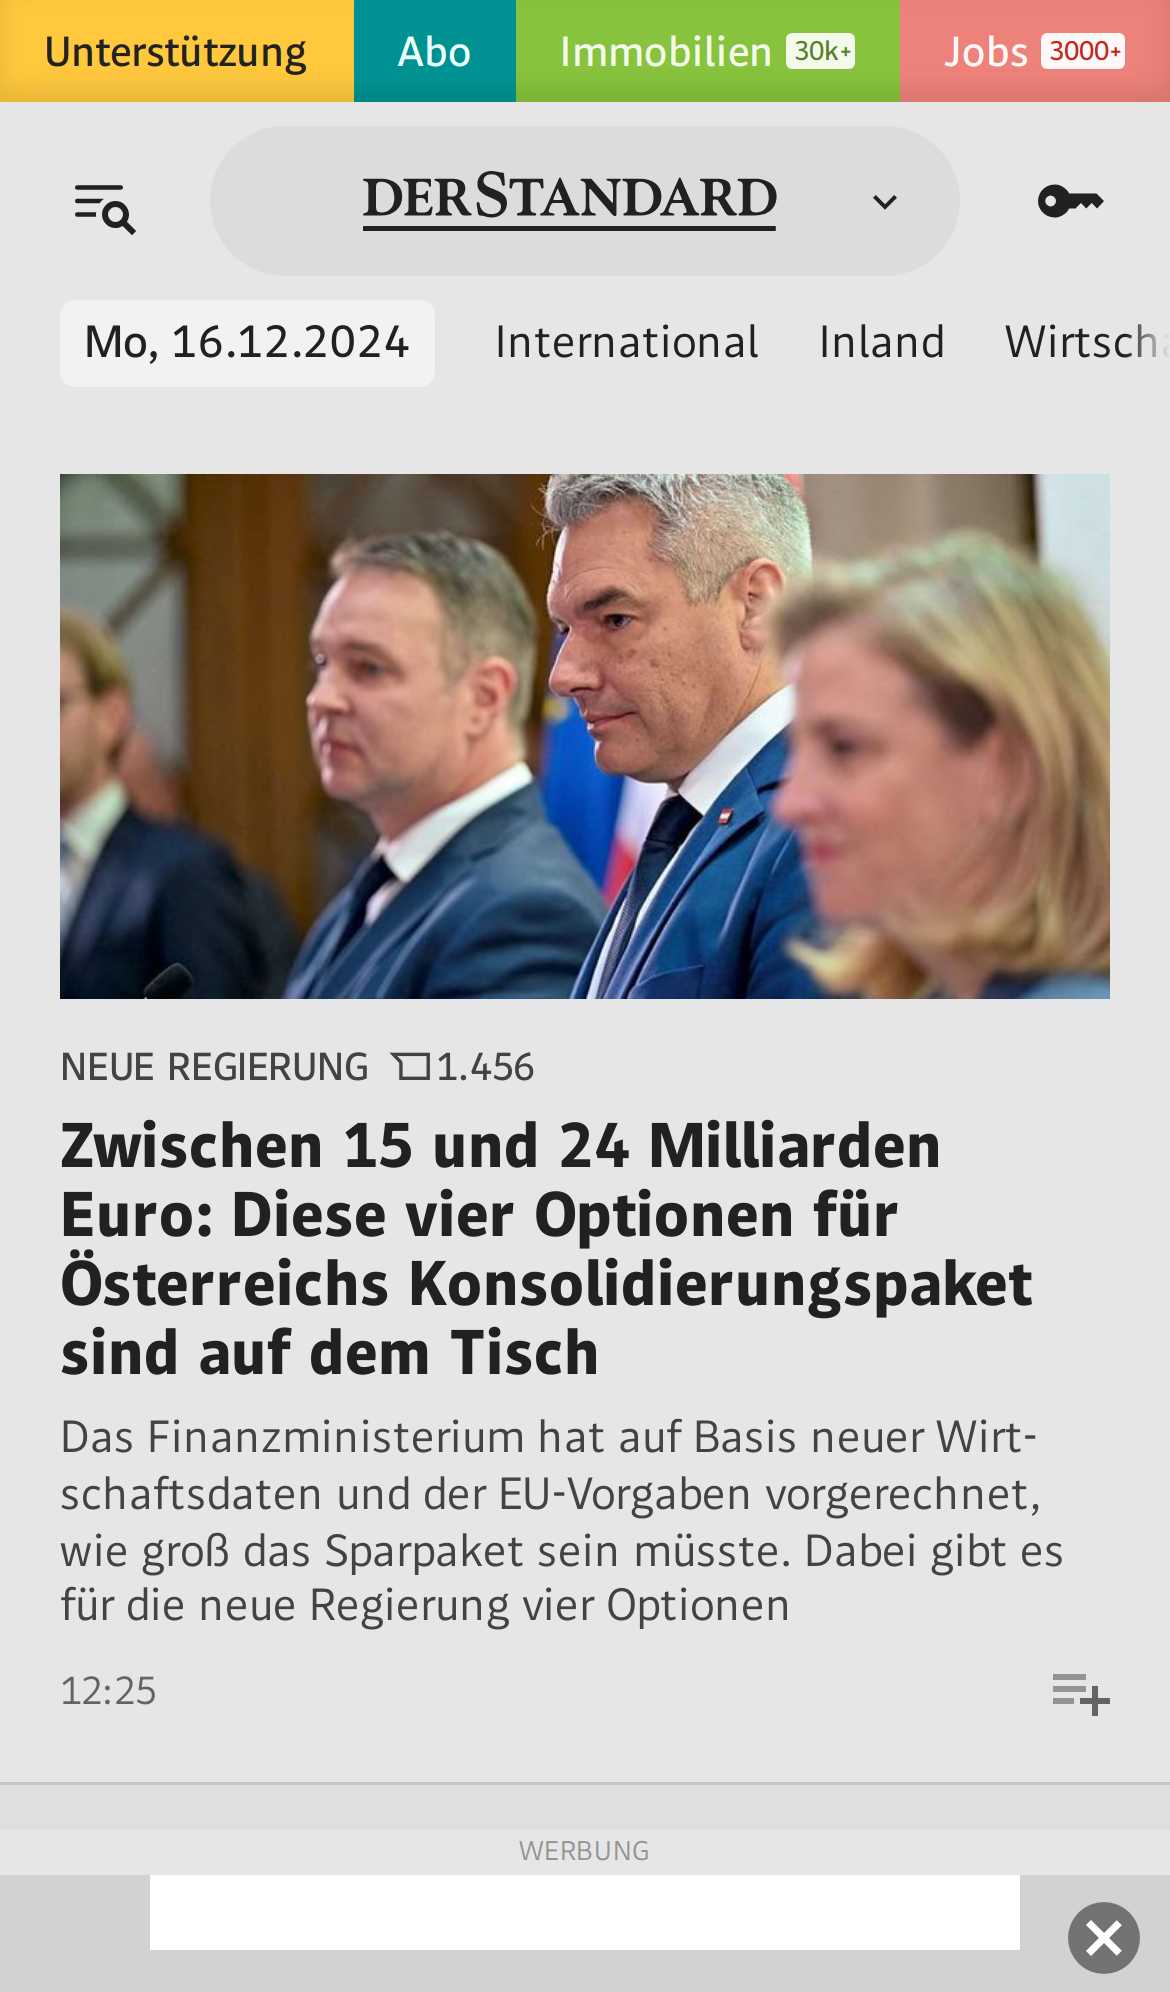 Unterstützung Abo Immobilien 30k+ Jobs 3000+
DERSTANDARD
Mo, 16.12.2024 International Inland Wirtscha
NEUE REGIERUNG 1.456
Zwischen 15 und 24 Milliarden
Euro: Diese vier Optionen für
Österreichs Konsolidierungspaket
sind auf dem Tisch
Das Finanzministerium hat auf Basis neuer Wirt-
schaftsdaten und der EU-Vorgaben vorgerechnet,
wie groß das Sparpaket sein müsste. Dabei gibt es
für die neue Regierung vier Optionen
12:25
WERBUNG